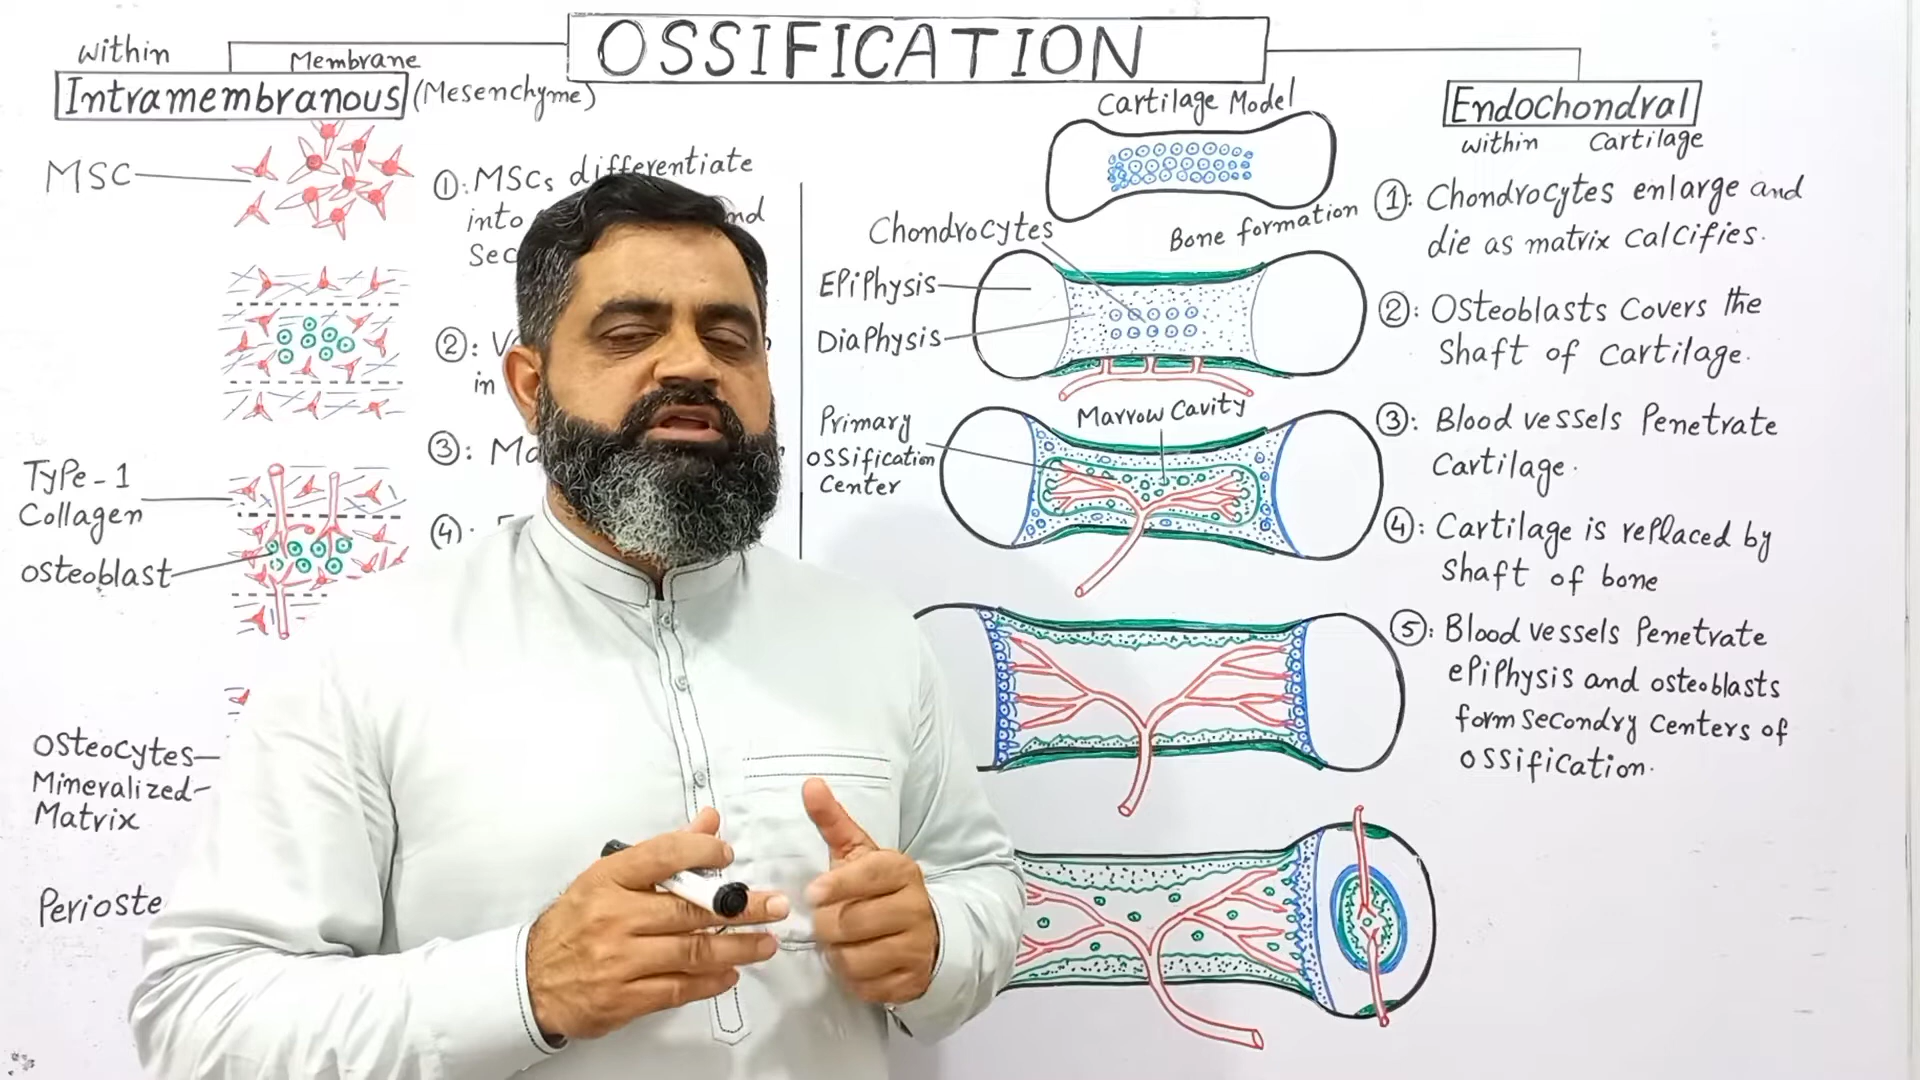 OSSIFICATION
within
Membrane
Intramembranous (Mesenchyme)
MSC
①: MSCs differentiate
into
②:
in
③:
④:
Type-1
Collagen
osteoblast
Osteocytes
Mineralized
Matrix
Cartilage Model
Chondrocytes
Bone formation
Epiphysis
Diaphysis
Primary
ossification
Center
Marrow Cavity
Endochondral
within Cartilage
①: Chondrocytes enlarge and
die as matrix calcifies.
②: Osteoblasts Covers the
Shaft of Cartilage.
③: Blood vessels Penetrate
Cartilage.
④: Cartilage is replaced by
Shaft of bone
⑤: Blood vessels Penetrate
epiphysis and osteoblasts
form Secondry Centers of
Ossification.